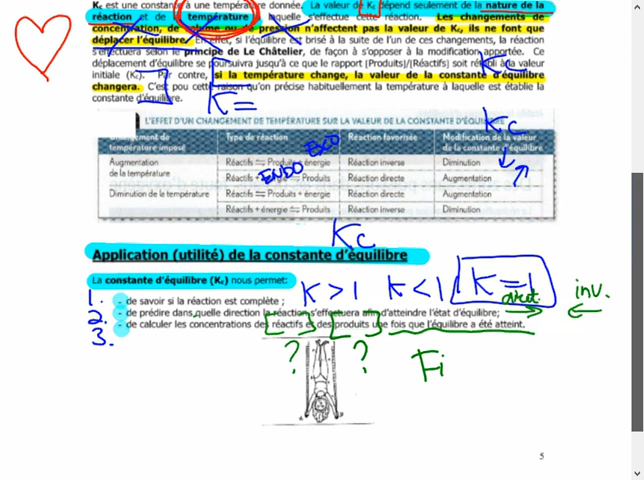 Kc est une constante à une température donnée. La valeur de Kc dépend seulement de la nature de la
réaction et de la température à laquelle s'effectue cette réaction. Les changements de
concentration, de volume ou de pression n'affectent pas la valeur de Kc, ils ne font que
déplacer l'équilibre. si l'équilibre est brisé à la suite de l'un de ces changements, la réaction
s'effectuera selon le principe de Le Châtelier, de façon à s'opposer à la modification apportée. Ce
déplacement d'équilibre se poursuivra jusqu'à ce que le rapport [Produits]/[Réactifs] soit rétabli à la valeur
initiale (Kc). Par contre, si la température change, la valeur de la constante d'équilibre
changera. C'est pour cette raison qu'on précise habituellement la température à laquelle est établie la
constante d'équilibre.
Kc
K=
L'EFFET D'UN CHANGEMENT DE TEMPÉRATURE SUR LA VALEUR DE LA CONSTANTE D'ÉQUILIBRE
Kc
Changement de température imposé Type de réaction Réaction favorisée Modification de la valeur de la constante d'équilibre
EXO
Augmentation de la température Réactifs ⇌ Produits + énergie Réaction inverse Diminution
ENDO
Réactifs + énergie ⇌ Produits Réaction directe Augmentation
Diminution de la température Réactifs ⇌ Produits + énergie Réaction directe Augmentation
Réactifs + énergie ⇌ Produits Réaction inverse Diminution
Kc
Application (utilité) de la constante d'équilibre
La constante d'équilibre (Kc) nous permet:
K>1 K<1 K=1
1. - de savoir si la réaction est complète ;
inv.
2. - de prédire dans quelle direction la réaction s'effectuera afin d'atteindre l'état d'équilibre;
3. - de calculer les concentrations des réactifs et des produits une fois que l'équilibre a été atteint.
? ? Fi
5